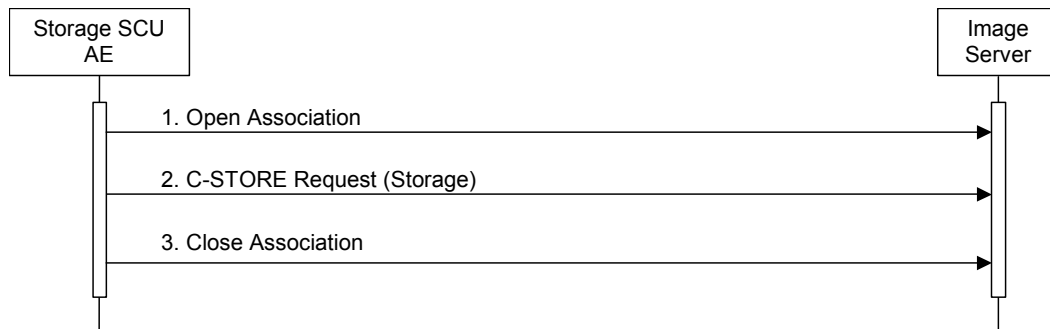 Storage SCU
AE
Image
Server
1. Open Association
2. C-STORE Request (Storage)
3. Close Association